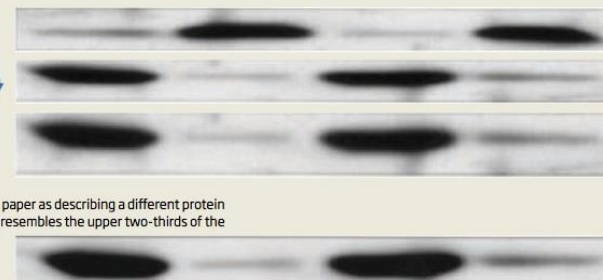 paper as describing a different protein
resembles the upper two-thirds of the